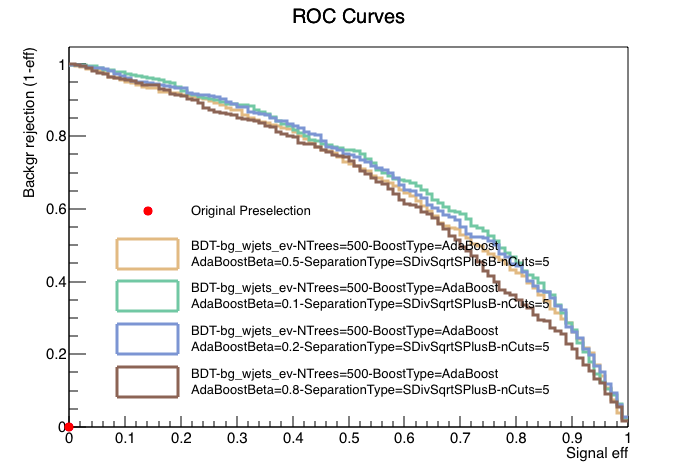 ROC Curves
Backgr rejection (1-eff)
1
0.8
0.6
0.4
0.2
0
Original Preselection
BDT-bg_wjets_ev-NTrees=500-BoostType=AdaBoost
AdaBoostBeta=0.5-SeparationType=SDivSqrtSPlusB-nCuts=5
BDT-bg_wjets_ev-NTrees=500-BoostType=AdaBoost
AdaBoostBeta=0.1-SeparationType=SDivSqrtSPlusB-nCuts=5
BDT-bg_wjets_ev-NTrees=500-BoostType=AdaBoost
AdaBoostBeta=0.2-SeparationType=SDivSqrtSPlusB-nCuts=5
BDT-bg_wjets_ev-NTrees=500-BoostType=AdaBoost
AdaBoostBeta=0.8-SeparationType=SDivSqrtSPlusB-nCuts=5
0 0.1 0.2 0.3 0.4 0.5 0.6 0.7 0.8 0.9 1
Signal eff